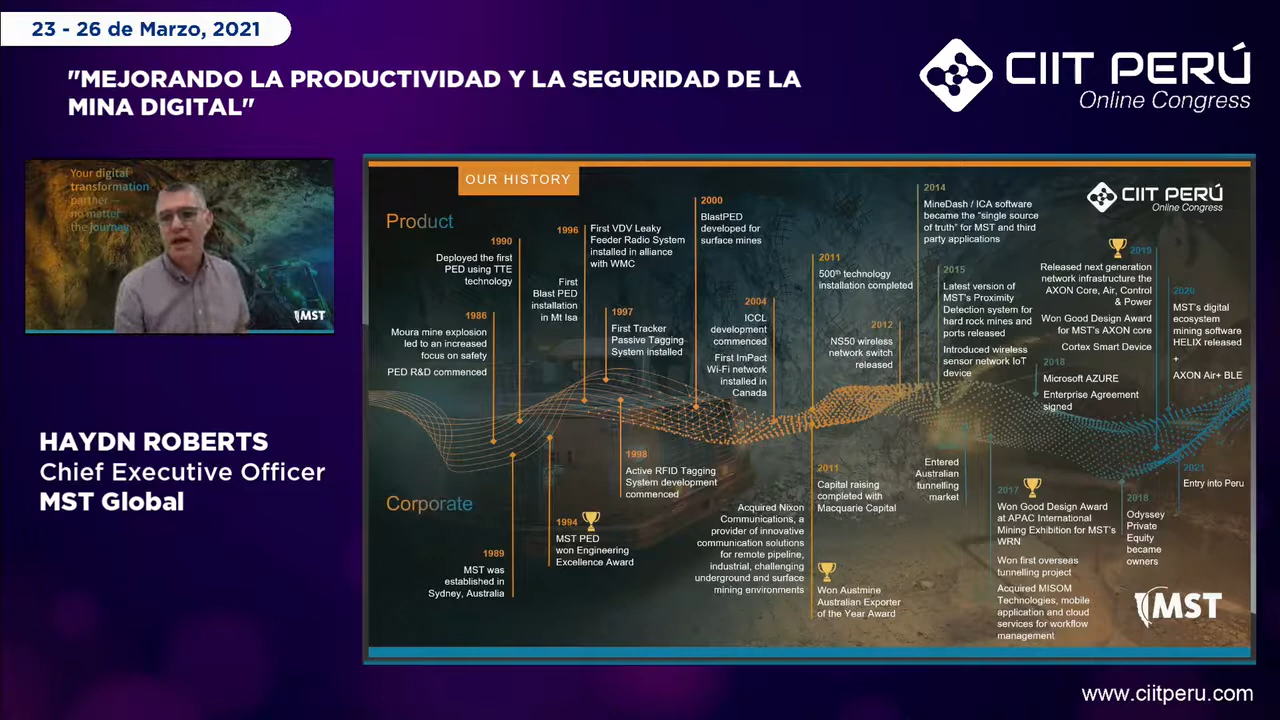 23 - 26 de Marzo, 2021
"MEJORANDO LA PRODUCTIVIDAD Y LA SEGURIDAD DE LA
MINA DIGITAL"
CIIT PERÚ
Online Congress
Your digital
transformation
partner –
no matter
the journey
MST
HAYDN ROBERTS
Chief Executive Officer
MST Global
OUR HISTORY
CIIT PERÚ
Online Congress
Product
1986
Moura mine explosion
led to an increased
focus on safety
PED R&D commenced
1990
Deployed the first
PED using TTE
technology
1996
First VDV Leaky
Feeder Radio System
installed in alliance
with WMC
First
Blast PED
installation
in Mt Isa
1997
First Tracker
Passive Tagging
System installed
2000
BlastPED
developed for
surface mines
2004
ICCL
development
commenced
First ImPact
Wi-Fi network
installed in
Canada
2011
500th technology
installation completed
2012
NS50 wireless
network switch
released
2014
MineDash / ICA software
became the "single source
of truth" for MST and third
party applications
2015
Latest version of
MST's Proximity
Detection system for
hard rock mines and
ports released
Introduced wireless
sensor network IoT
device
2018
Microsoft AZURE
Enterprise Agreement
signed
2019
Released next generation
network infrastructure the
AXON Core, Air, Control
& Power
Won Good Design Award
for MST's AXON core
Cortex Smart Device
2020
MST's digital
ecosystem
mining software
HELIX released
+
AXON Air+ BLE
Corporate
1989
MST was
established in
Sydney, Australia
1994
MST PED
won Engineering
Excellence Award
1998
Active RFID Tagging
System development
commenced
Acquired Nixon
Communications, a
provider of innovative
communication solutions
for remote pipeline,
industrial, challenging
underground and surface
mining environments
2011
Capital raising
completed with
Macquarie Capital
Won Austmine
Australian Exporter
of the Year Award
Entered
Australian
tunnelling
market
2017
Won Good Design Award
at APAC International
Mining Exhibition for MST's
WRN
Won first overseas
tunnelling project
Acquired MISOM
Technologies, mobile
application and cloud
services for workflow
management
2018
Odyssey
Private
Equity
became
owners
2021
Entry into Peru
MST
www.ciitperu.com